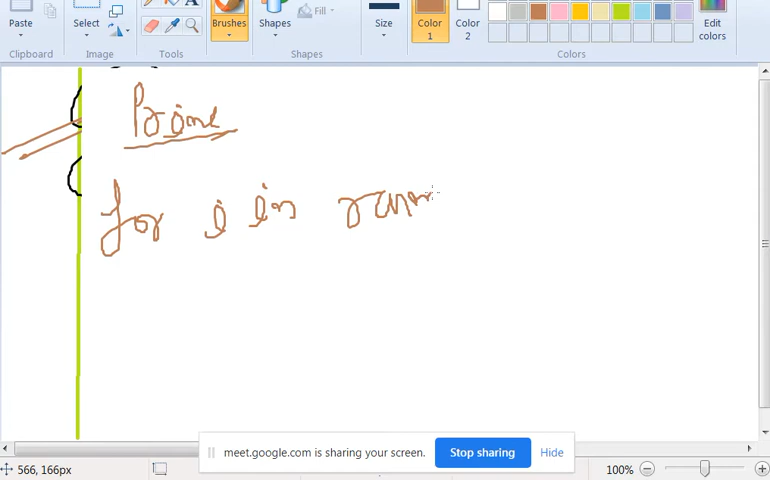 Paste
Select
Brushes
Shapes
Fill
Size
Color
1
Color
2
Edit
colors
Clipboard
Image
Tools
Shapes
Colors
Prime
for i in ran
meet.google.com is sharing your screen.
Stop sharing
Hide
566, 166px
100%